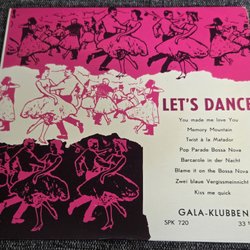 LET'S DANCE
You made me love You
Memory Mountain
Twist à la Matador
Pop Parade Bossa Nova
Barcarole in der Nacht
Blame it on the Bossa Nova
Zwei blaue Vergissmeinnicht
Kiss me quick
GALA-KLUBBEN
SPK 720